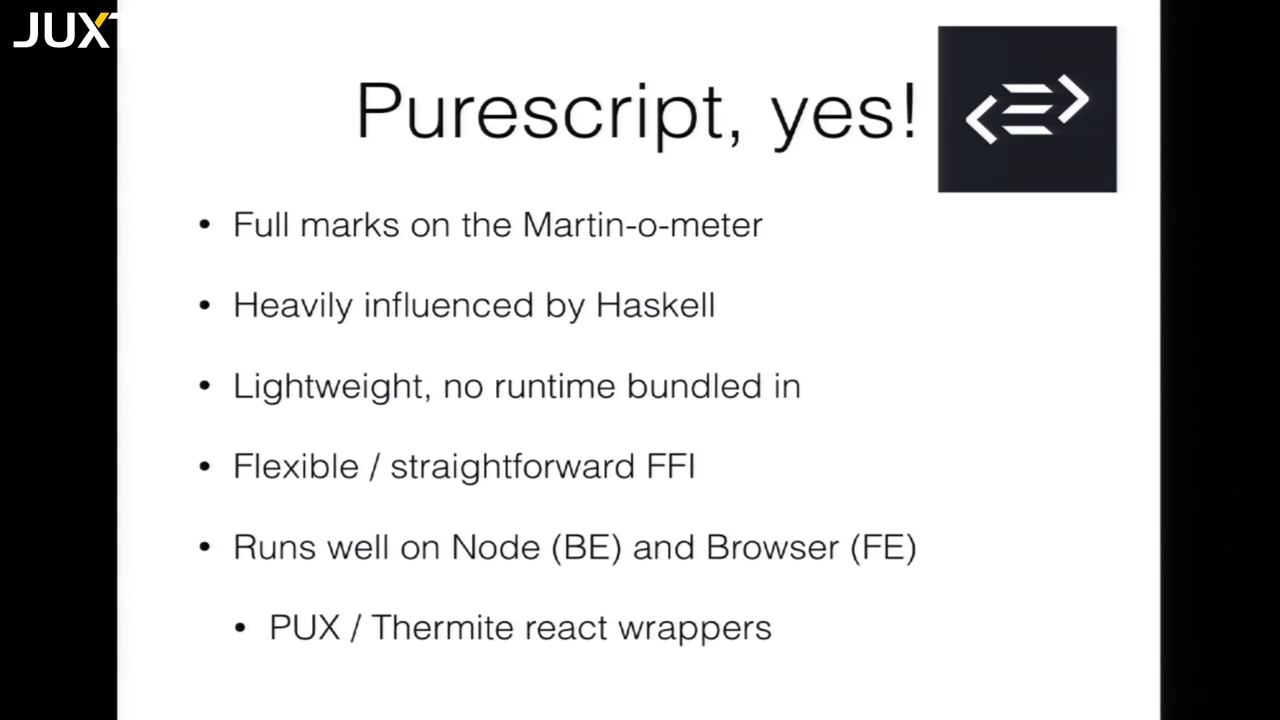 JUXT
Purescript, yes!
• Full marks on the Martin-o-meter
• Heavily influenced by Haskell
• Lightweight, no runtime bundled in
• Flexible / straightforward FFI
• Runs well on Node (BE) and Browser (FE)
• PUX / Thermite react wrappers